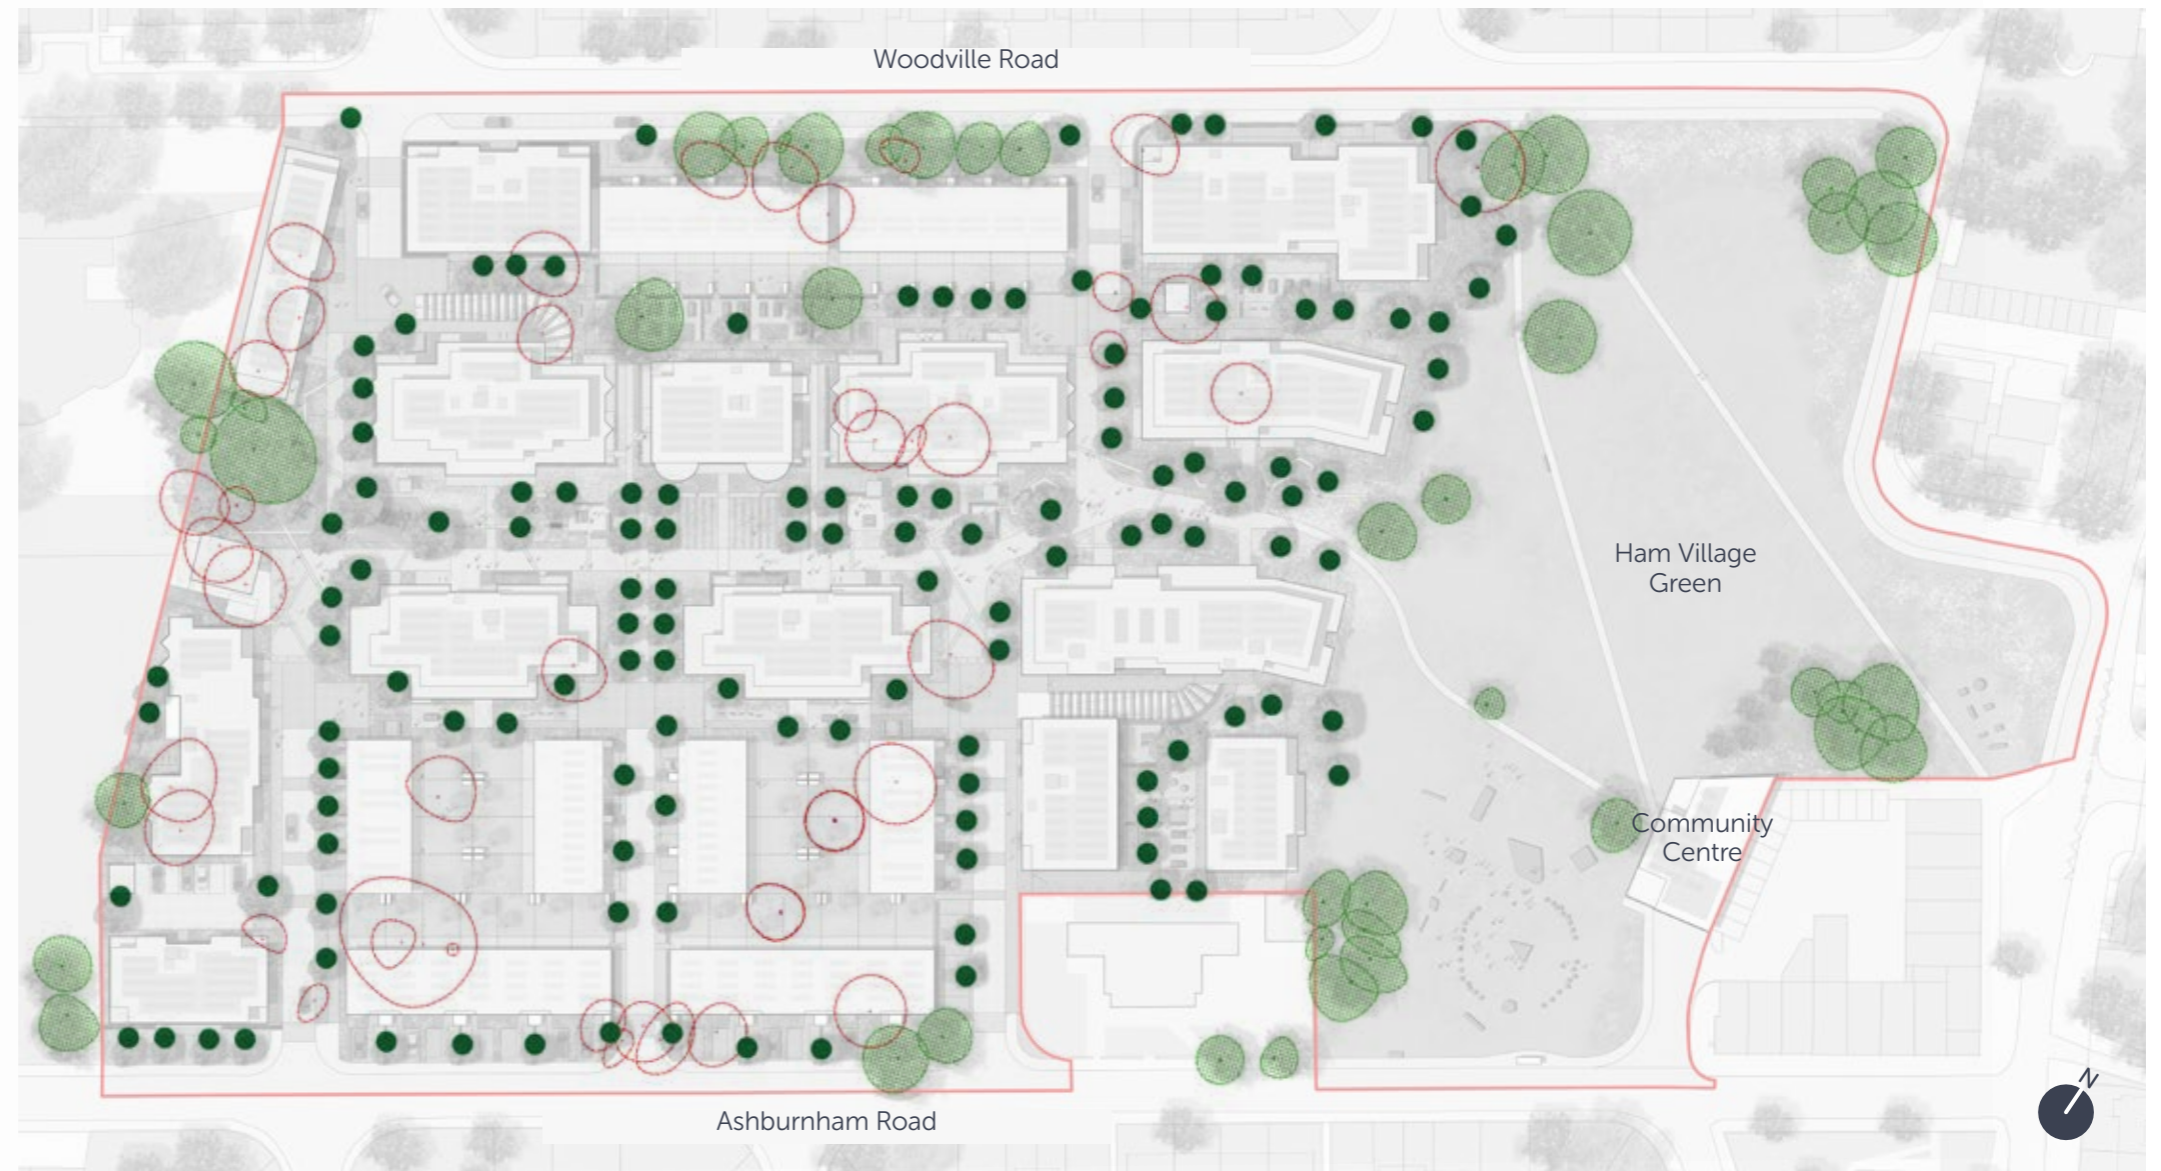 Woodville Road
Ham Village
Green
Community
Centre
Ashburnham Road
N